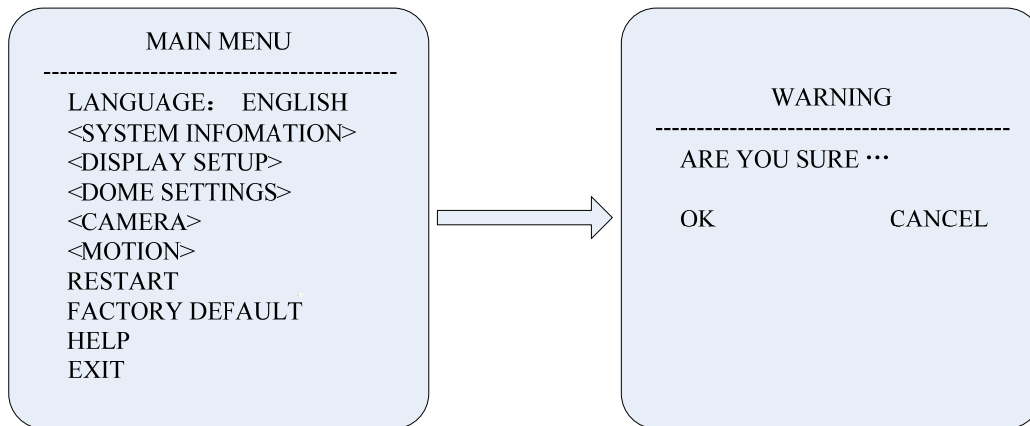 MAIN MENU
LANGUAGE： ENGLISH
<SYSTEM INFOMATION>
<DISPLAY SETUP>
<DOME SETTINGS>
<CAMERA>
<MOTION>
RESTART
FACTORY DEFAULT
HELP
EXIT
WARNING
ARE YOU SURE ···
OK CANCEL